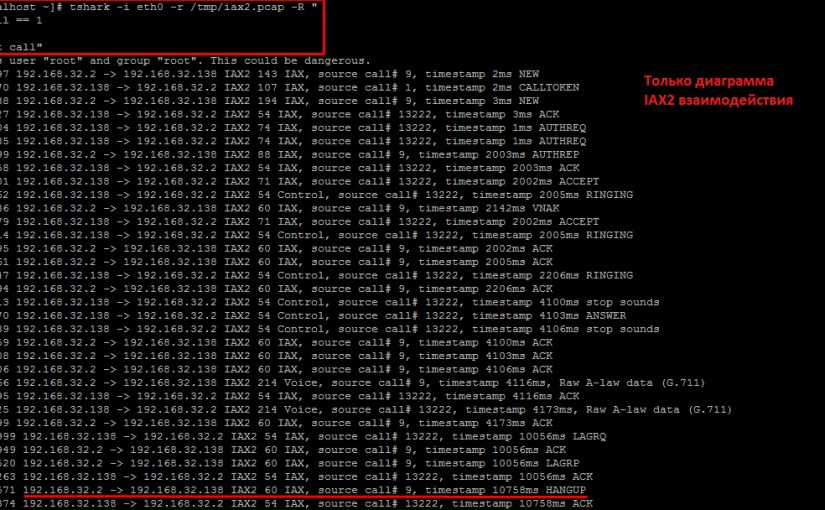 alhost ~]# tshark -i eth0 -r /tmp/iax2.pcap -R "
ll == 1
t call"
s user "root" and group "root". This could be dangerous.
Только диаграмма
IAX2 взаимодействия
97 192.168.32.2 -> 192.168.32.138 IAX2 143 IAX, source call# 9, timestamp 2ms NEW
70 192.168.32.138 -> 192.168.32.2 IAX2 107 IAX, source call# 1, timestamp 2ms CALLTOKEN
38 192.168.32.2 -> 192.168.32.138 IAX2 194 IAX, source call# 9, timestamp 3ms NEW
27 192.168.32.138 -> 192.168.32.2 IAX2 54 IAX, source call# 13222, timestamp 3ms ACK
04 192.168.32.138 -> 192.168.32.2 IAX2 74 IAX, source call# 13222, timestamp 1ms AUTHREQ
35 192.168.32.138 -> 192.168.32.2 IAX2 74 IAX, source call# 13222, timestamp 1ms AUTHREQ
99 192.168.32.2 -> 192.168.32.138 IAX2 88 IAX, source call# 9, timestamp 2003ms AUTHREP
58 192.168.32.138 -> 192.168.32.2 IAX2 54 IAX, source call# 13222, timestamp 2003ms ACK
01 192.168.32.138 -> 192.168.32.2 IAX2 71 IAX, source call# 13222, timestamp 2002ms ACCEPT
52 192.168.32.138 -> 192.168.32.2 IAX2 54 Control, source call# 13222, timestamp 2005ms RINGING
36 192.168.32.2 -> 192.168.32.138 IAX2 60 IAX, source call# 9, timestamp 2142ms VNAK
79 192.168.32.138 -> 192.168.32.2 IAX2 71 IAX, source call# 13222, timestamp 2002ms ACCEPT
14 192.168.32.138 -> 192.168.32.2 IAX2 54 Control, source call# 13222, timestamp 2005ms RINGING
95 192.168.32.2 -> 192.168.32.138 IAX2 60 IAX, source call# 9, timestamp 2002ms ACK
51 192.168.32.2 -> 192.168.32.138 IAX2 60 IAX, source call# 9, timestamp 2005ms ACK
47 192.168.32.138 -> 192.168.32.2 IAX2 54 Control, source call# 13222, timestamp 2206ms RINGING
94 192.168.32.2 -> 192.168.32.138 IAX2 60 IAX, source call# 9, timestamp 2206ms ACK
13 192.168.32.138 -> 192.168.32.2 IAX2 54 Control, source call# 13222, timestamp 4100ms stop sounds
70 192.168.32.138 -> 192.168.32.2 IAX2 54 Control, source call# 13222, timestamp 4103ms ANSWER
39 192.168.32.138 -> 192.168.32.2 IAX2 54 Control, source call# 13222, timestamp 4106ms stop sounds
59 192.168.32.2 -> 192.168.32.138 IAX2 60 IAX, source call# 9, timestamp 4100ms ACK
08 192.168.32.2 -> 192.168.32.138 IAX2 60 IAX, source call# 9, timestamp 4103ms ACK
06 192.168.32.2 -> 192.168.32.138 IAX2 60 IAX, source call# 9, timestamp 4106ms ACK
56 192.168.32.2 -> 192.168.32.138 IAX2 214 Voice, source call# 9, timestamp 4116ms, Raw A-law data (G.711)
95 192.168.32.138 -> 192.168.32.2 IAX2 54 IAX, source call# 13222, timestamp 4116ms ACK
25 192.168.32.138 -> 192.168.32.2 IAX2 214 Voice, source call# 13222, timestamp 4173ms, Raw A-law data (G.711)
99 192.168.32.2 -> 192.168.32.138 IAX2 60 IAX, source call# 9, timestamp 4173ms ACK
999 192.168.32.138 -> 192.168.32.2 IAX2 54 IAX, source call# 13222, timestamp 10056ms LAGRQ
949 192.168.32.2 -> 192.168.32.138 IAX2 60 IAX, source call# 9, timestamp 10056ms ACK
520 192.168.32.2 -> 192.168.32.138 IAX2 60 IAX, source call# 9, timestamp 10056ms LAGRP
263 192.168.32.138 -> 192.168.32.2 IAX2 54 IAX, source call# 13222, timestamp 10056ms ACK
571 192.168.32.2 -> 192.168.32.138 IAX2 60 IAX, source call# 9, timestamp 10758ms HANGUP
374 192.168.32.138 -> 192.168.32.2 IAX2 54 IAX, source call# 13222, timestamp 10758ms ACK